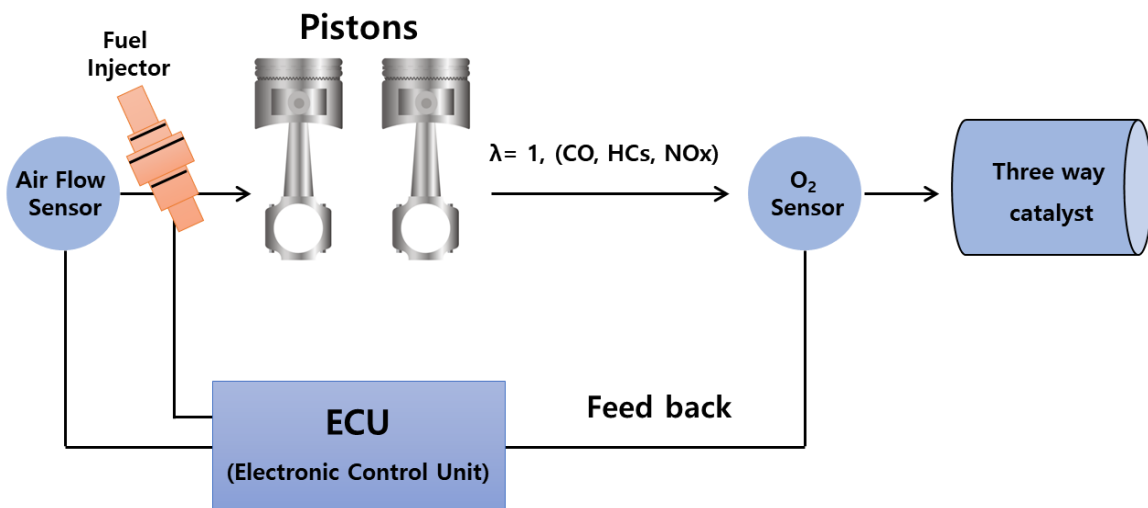 Pistons
Fuel
Injector
Air Flow
Sensor
λ= 1, (CO, HCs, NOx)
O₂
Sensor
Three way
catalyst
Feed back
ECU
(Electronic Control Unit)